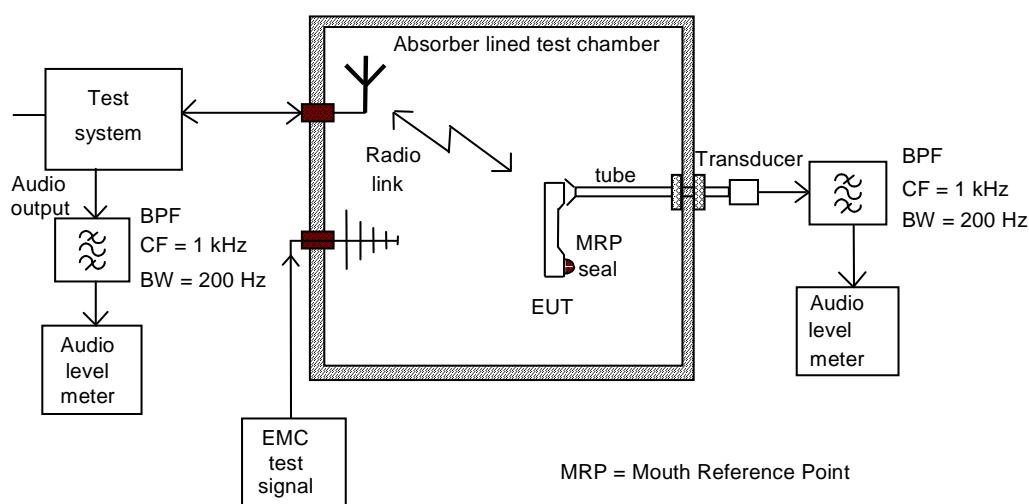 Absorber lined test chamber
Test
system
Audio
output
BPF
CF = 1 kHz
BW = 200 Hz
Audio
level
meter
Radio
link
EMC
test
signal
tube
MRP
seal
EUT
Transducer
BPF
CF = 1 kHz
BW = 200 Hz
Audio
level
meter
MRP = Mouth Reference Point